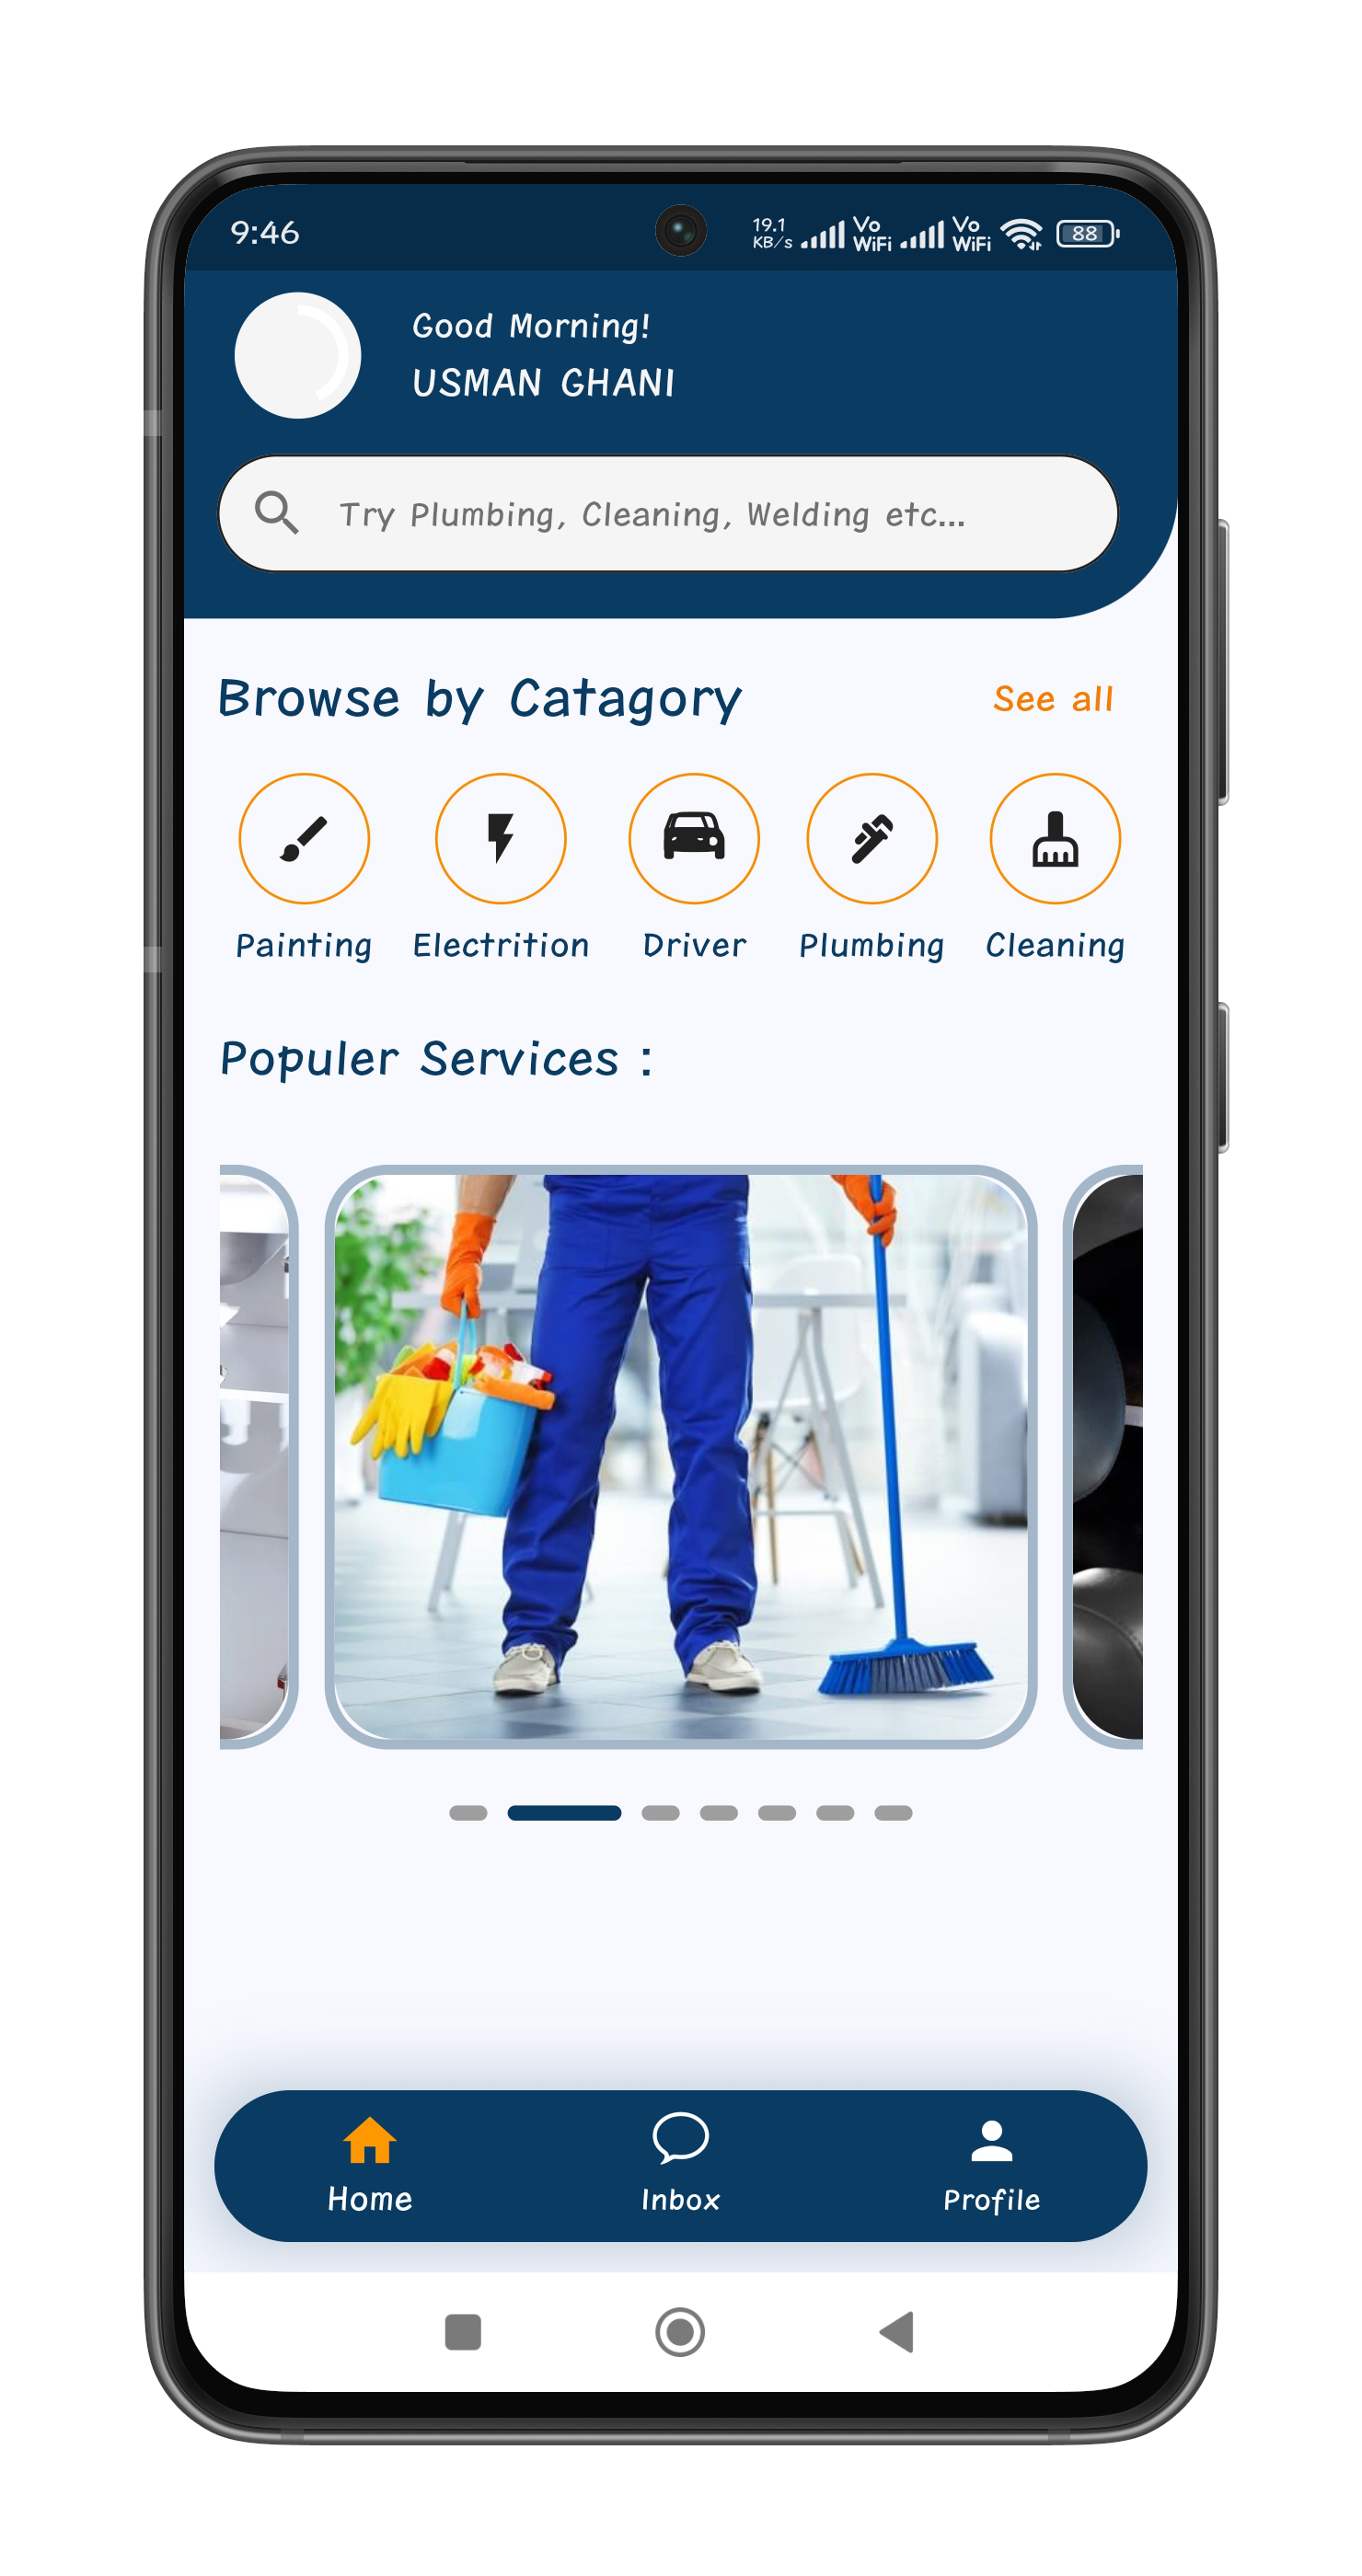 9:46
19.1 KB/s Vo WiFi Vo WiFi 88
Good Morning!
USMAN GHANI
Try Plumbing, Cleaning, Welding etc...
Browse by Catagory See all
Painting Electrition Driver Plumbing Cleaning
Populer Services :
Home Inbox Profile